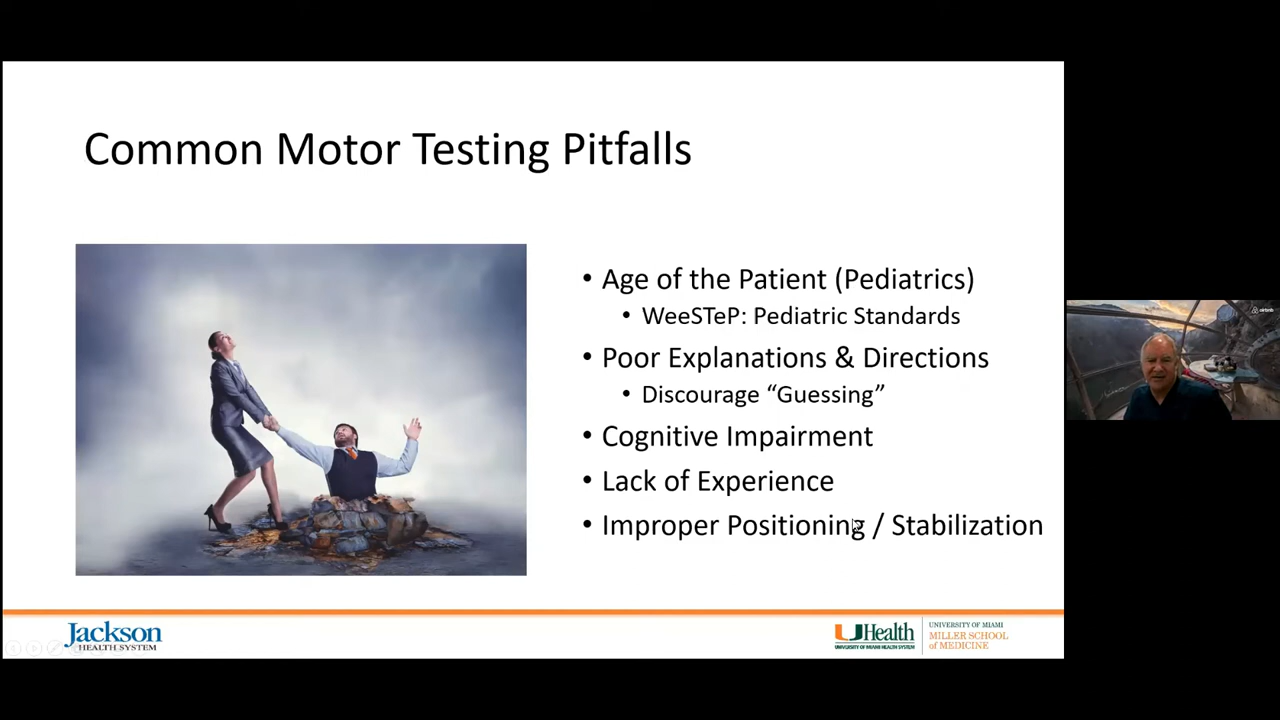 Common Motor Testing Pitfalls
• Age of the Patient (Pediatrics)
• WeeSTeP: Pediatric Standards
• Poor Explanations & Directions
• Discourage “Guessing”
• Cognitive Impairment
• Lack of Experience
• Improper Positioning / Stabilization
Jackson
HEALTH SYSTEM
UHealth
UNIVERSITY OF MIAMI HEALTH SYSTEM
UNIVERSITY OF MIAMI
MILLER SCHOOL
of MEDICINE
airbnb